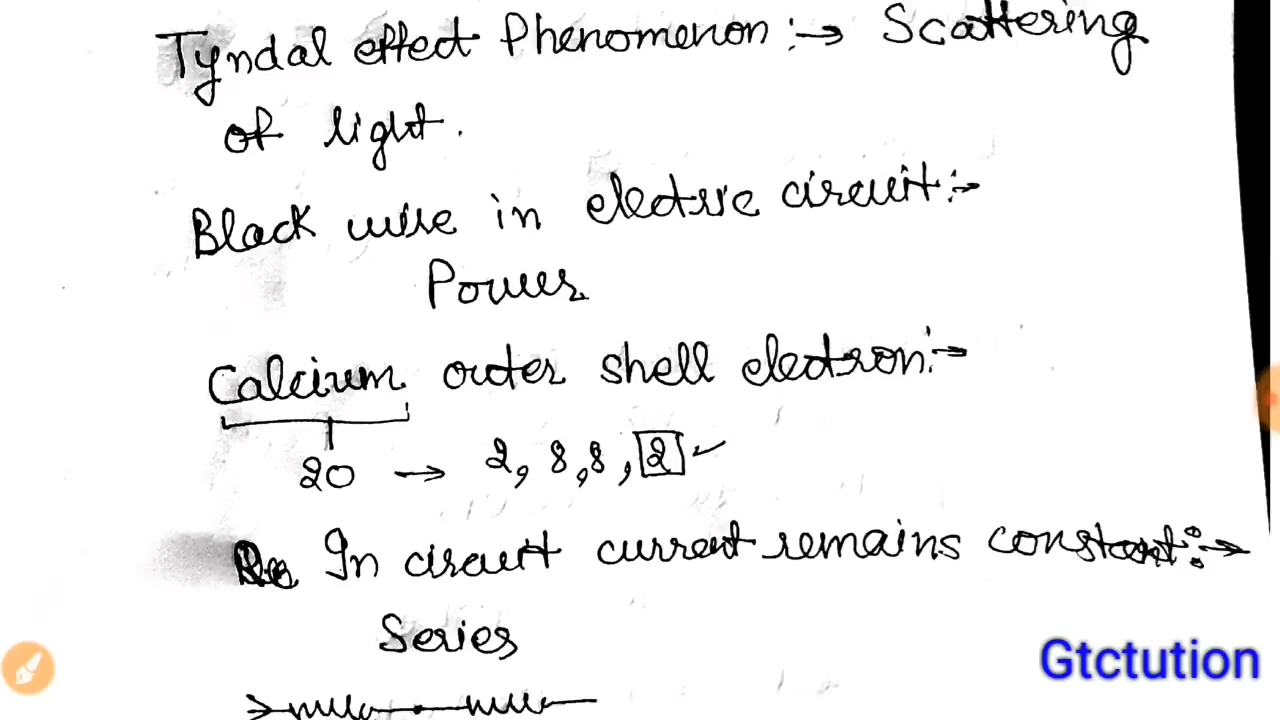 Tyndal effect Phenomenon :→ Scattering
of light.
Black wire in electric circuit :→
Power
Calcium outer shell electron :→
20 → 2, 8, 8, 2 ✓
In circuit current remains constant :→
Series
Gtctution